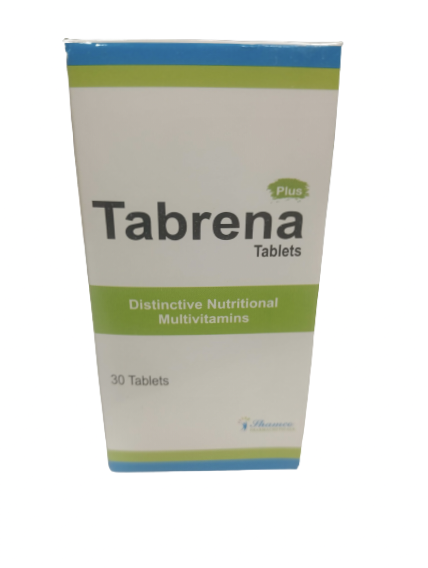 Plus
Tabrena
Tablets
Distinctive Nutritional
Multivitamins
30 Tablets